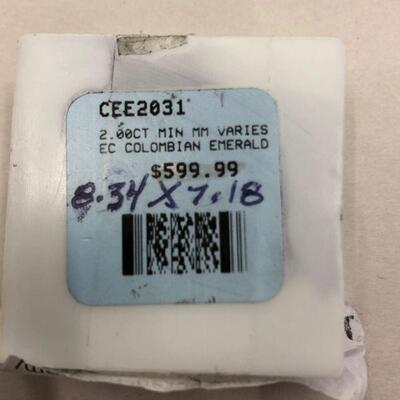 CEE2031
2.00CT MIN MM VARIES
EC COLOMBIAN EMERALD
$599.99
8.34 X 7.18